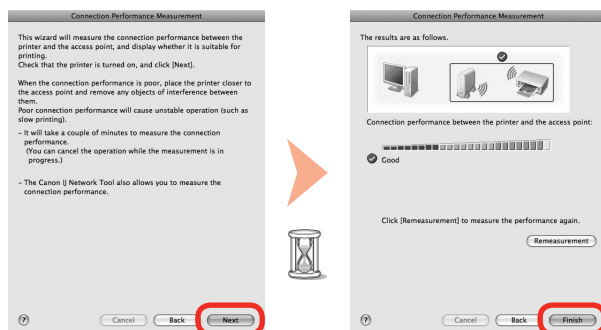 Connection Performance Measurement
This wizard will measure the connection performance between the
printer and the access point, and display whether it is suitable for
printing.
Check that the printer is turned on, and click [Next].
When the connection performance is poor, place the printer closer to
the access point and remove any objects of interference between
them.
Poor connection performance will cause unstable operation (such as
slow printing).
- It will take a couple of minutes to measure the connection
performance.
(You can cancel the operation while the measurement is in
progress.)
- The Canon IJ Network Tool also allows you to measure the
connection performance.
?
Cancel
Back
Next
Connection Performance Measurement
The results are as follows.
Connection performance between the printer and the access point:
Good
Click [Remeasurement] to measure the performance again.
Remeasurement
?
Cancel
Back
Finish